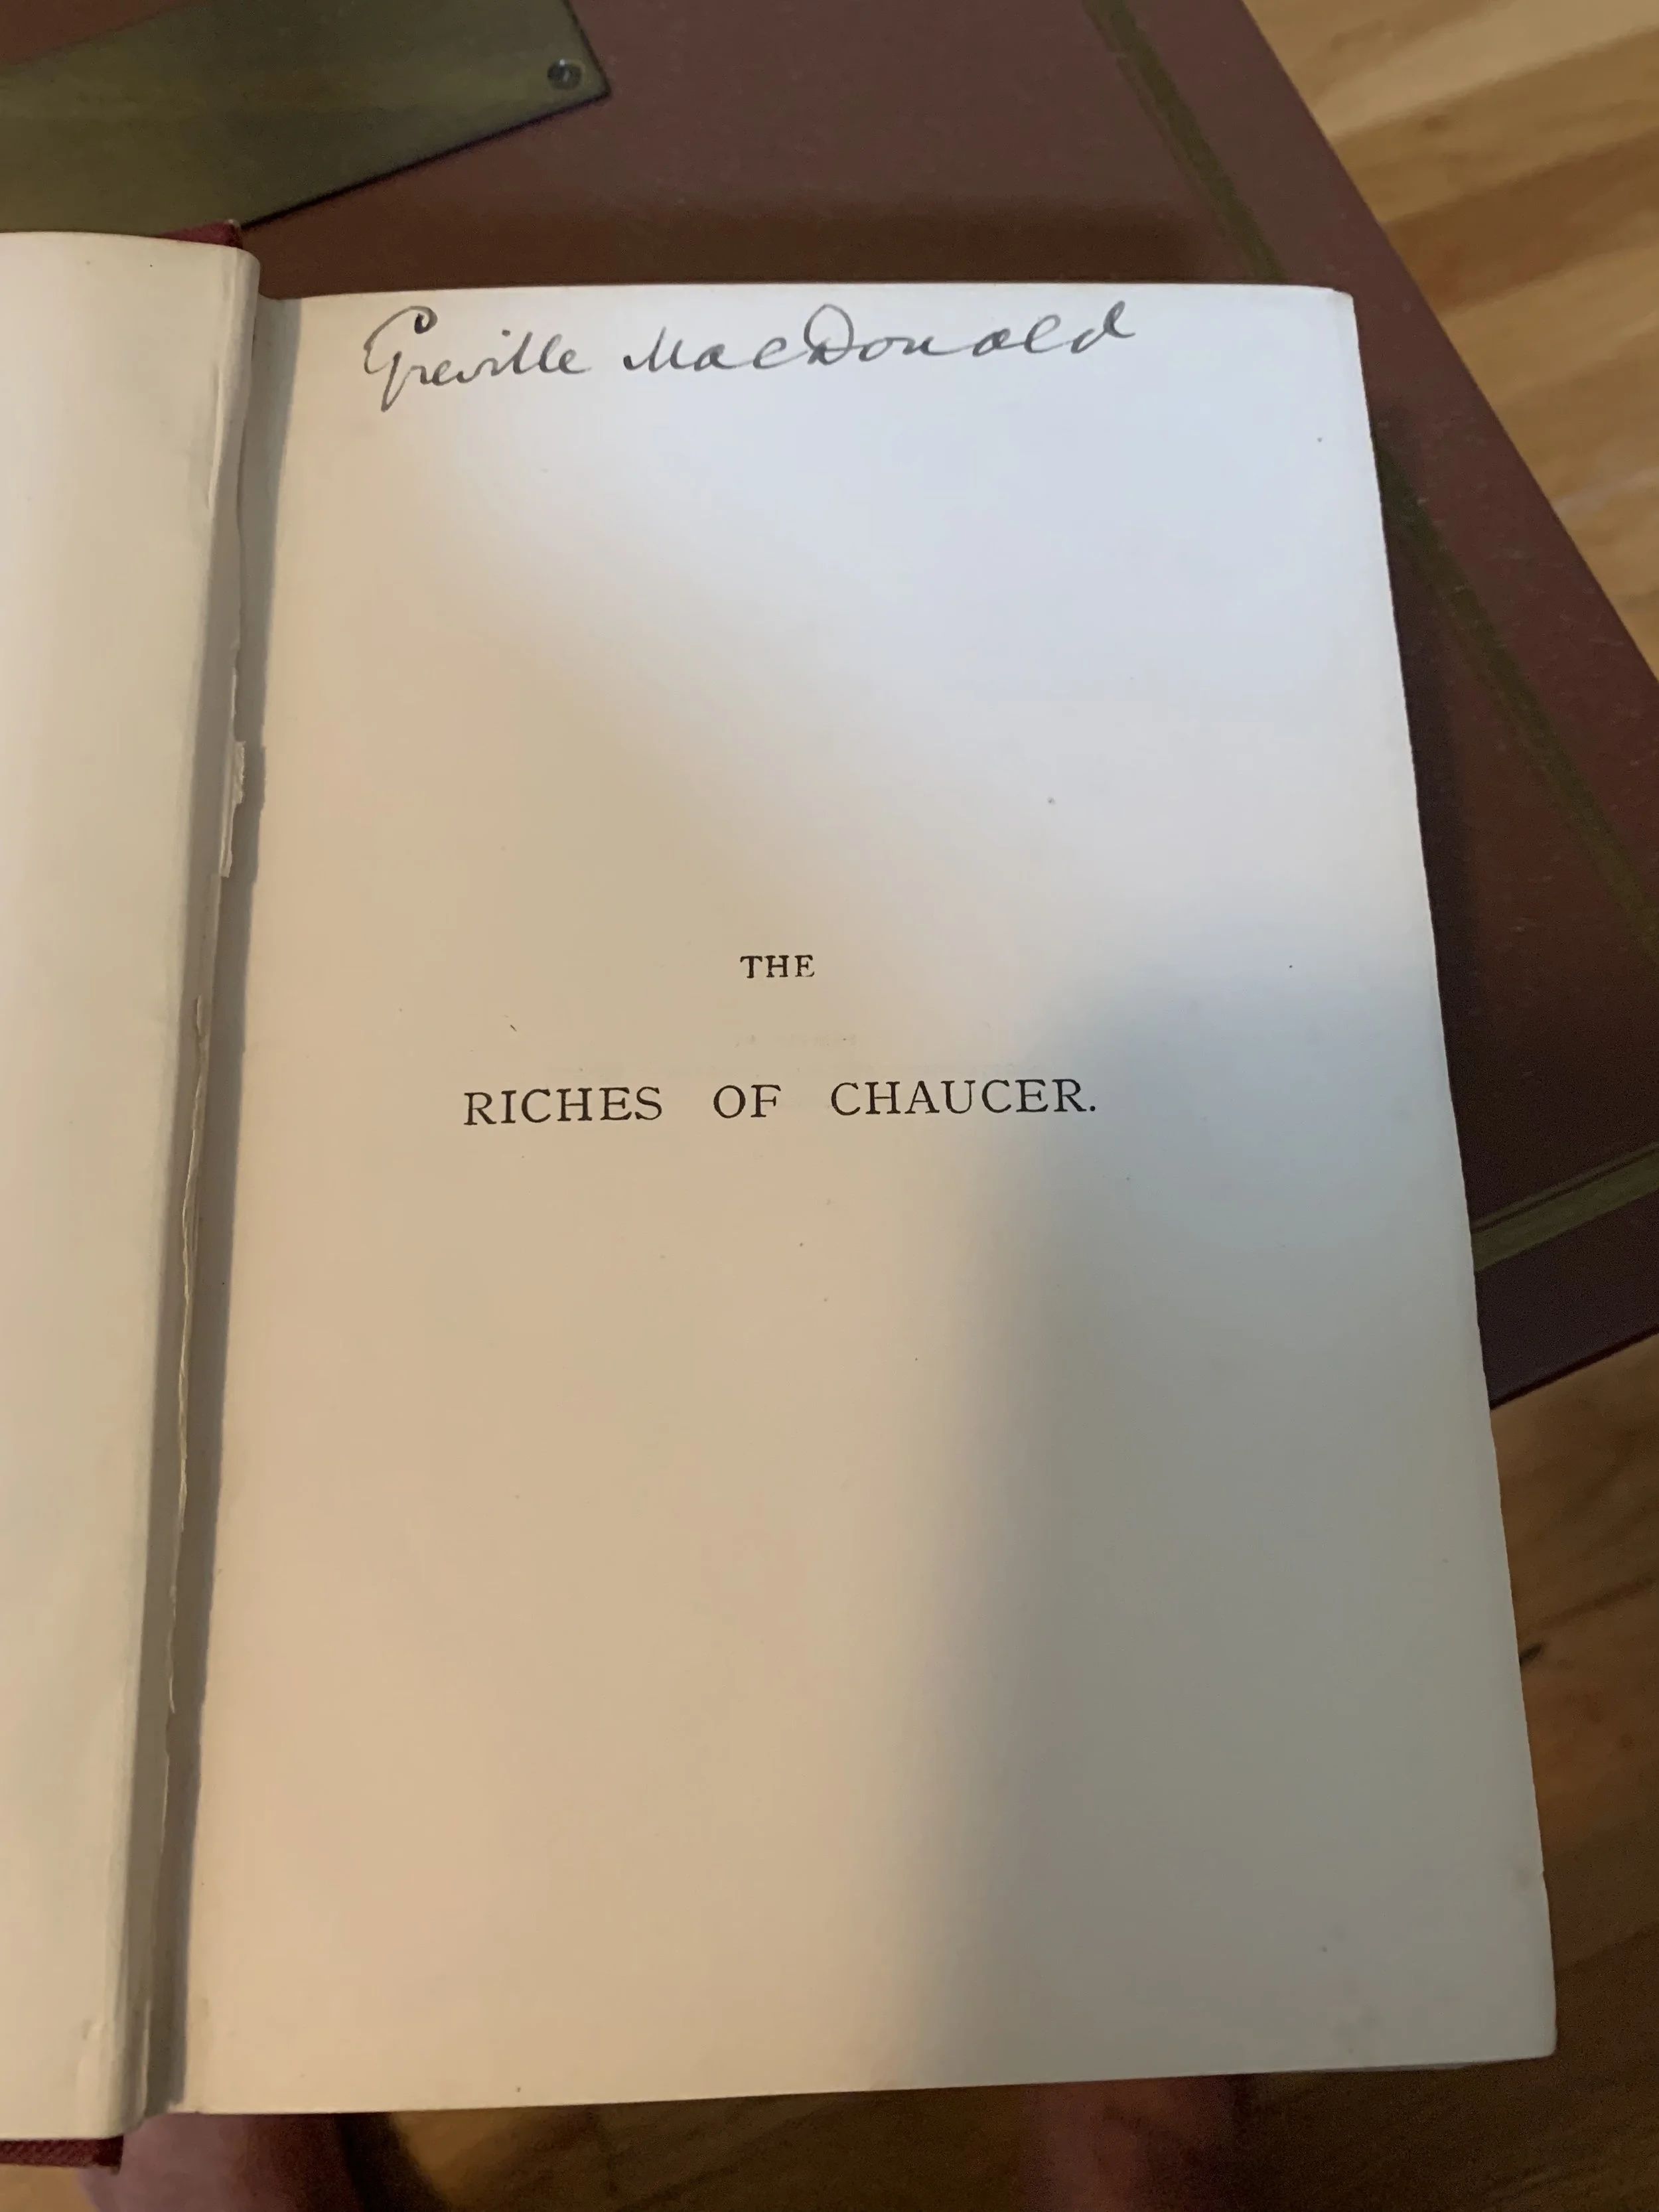 Greville MacDonald
THE
RICHES OF CHAUCER.